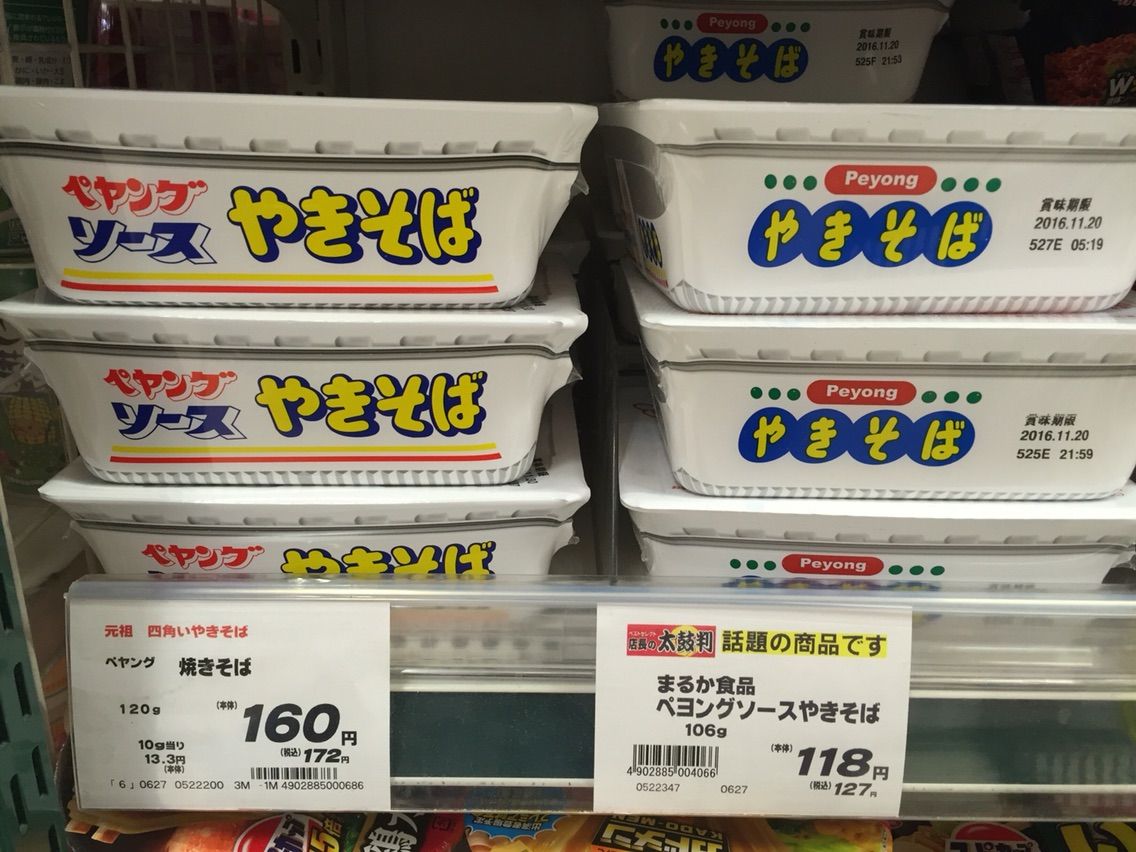 Peyong
やきそば
賞味期限
2016.11.20
525F 21:53
ペヤング
ソース
やきそば
Peyong
やきそば
賞味期限
2016.11.20
527E 05:19
ペヤング
ソース
やきそば
Peyong
やきそば
賞味期限
2016.11.20
525E 21:59
ペヤング
やきそば
Peyong
元祖 四角いやきそば
ペヤング 焼きそば
120g
(本体) 160円
(税込) 172円
10g当り
13.3円
(本体)
「6」0627 0522200 3M -1M 4902885000686
ベストセレクト
店長の太鼓判 話題の商品です
まるか食品
ペヨングソースやきそば
106g
(本体) 118円
(税込) 127円
4902885004066
0522347 0627